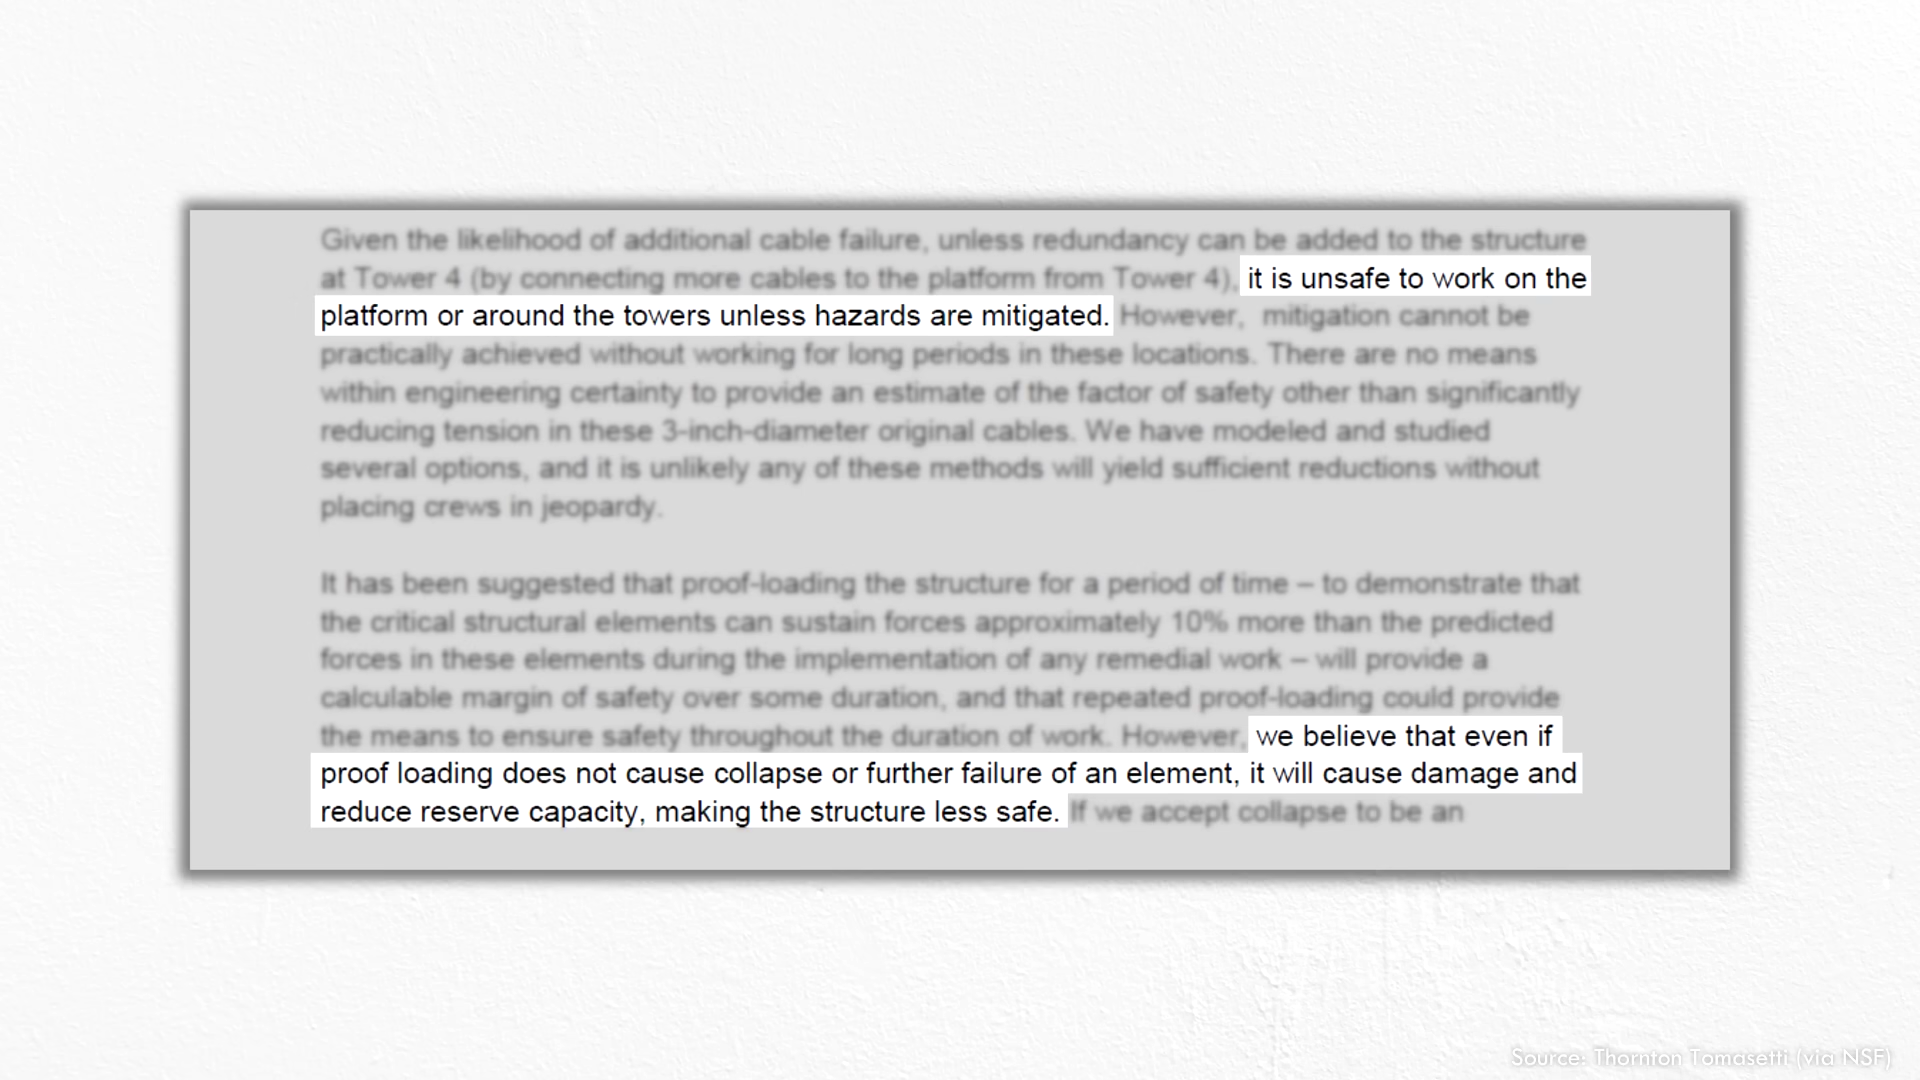 Given the likelihood of additional cable failure, unless redundancy can be added to the structure
at Tower 4 (by connecting more cables to the platform from Tower 4), it is unsafe to work on the
platform or around the towers unless hazards are mitigated. However, mitigation cannot be
practically achieved without working for long periods in these locations. There are no means
within engineering certainty to provide an estimate of the factor of safety other than significantly
reducing tension in these 3-inch-diameter original cables. We have modeled and studied
several options, and it is unlikely any of these methods will yield sufficient reductions without
placing crews in jeopardy.
It has been suggested that proof-loading the structure for a period of time – to demonstrate that
the critical structural elements can sustain forces approximately 10% more than the predicted
forces in these elements during the implementation of any remedial work – will provide a
calculable margin of safety over some duration, and that repeated proof-loading could provide
the means to ensure safety throughout the duration of work. However, we believe that even if
proof loading does not cause collapse or further failure of an element, it will cause damage and
reduce reserve capacity, making the structure less safe. If we accept collapse to be an
Source: Thornton Tomasetti (via NSF)